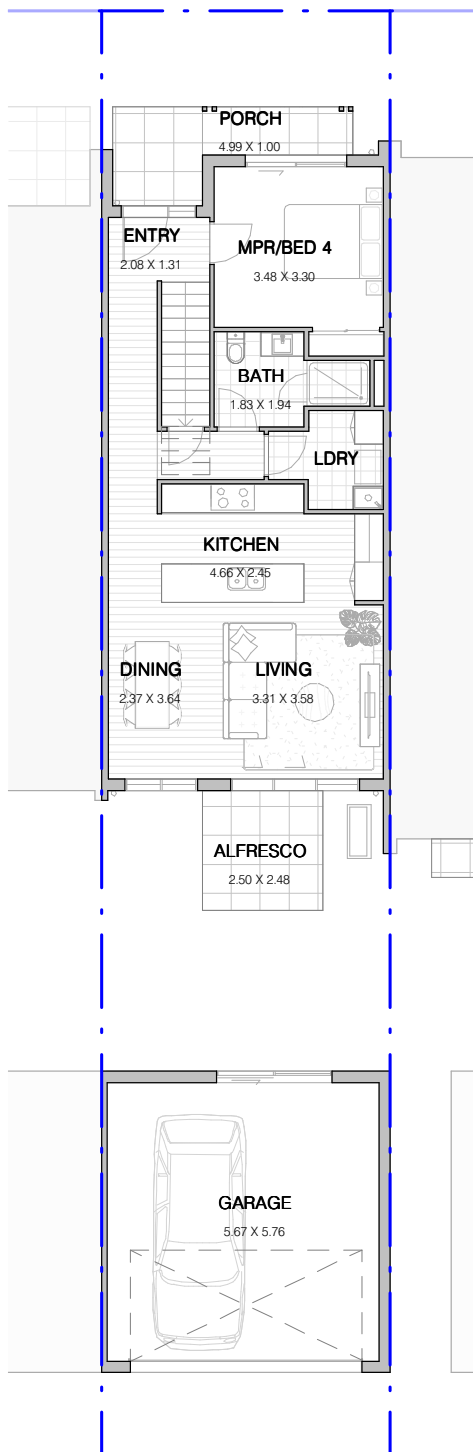 PORCH
4.99 X 1.00
ENTRY
2.08 X 1.31
MPR/BED 4
3.48 X 3.30
BATH
1.83 X 1.94
LDRY
KITCHEN
4.66 X 2.45
DINING
2.37 X 3.64
LIVING
3.31 X 3.58
ALFRESCO
2.50 X 2.48
GARAGE
5.67 X 5.76